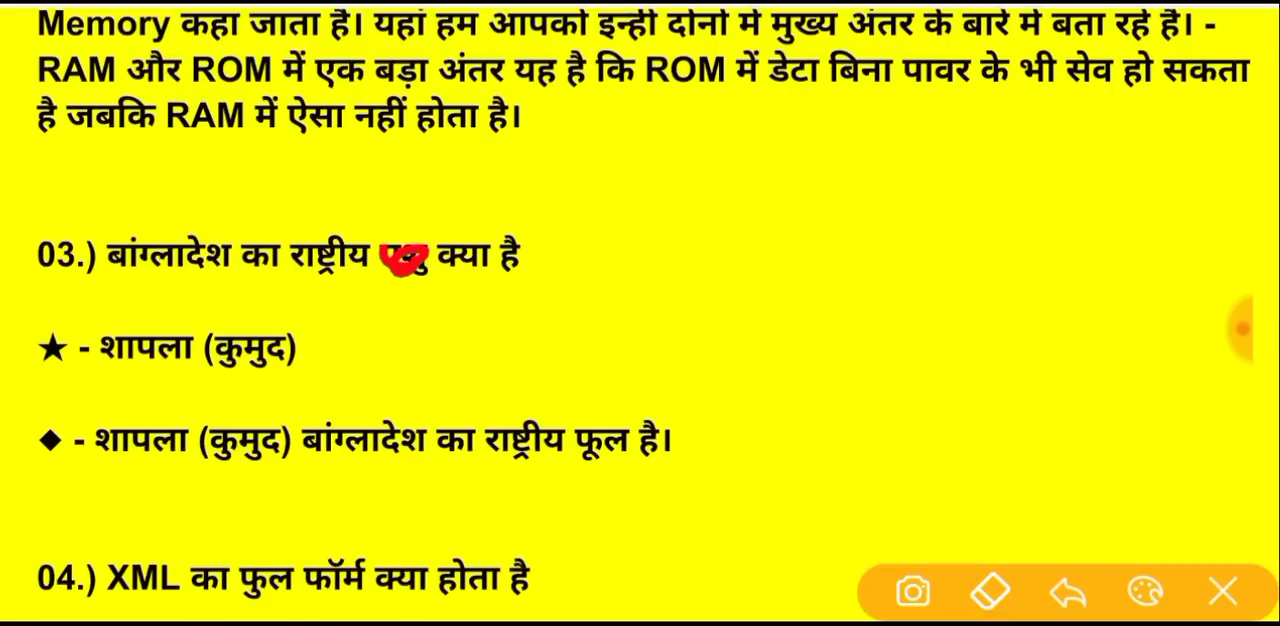 Memory कहा जाता है। यहाँ हम आपको इन्ही दोनों में मुख्य अंतर के बारे में बता रहे है। -
RAM और ROM में एक बड़ा अंतर यह है कि ROM में डेटा बिना पावर के भी सेव हो सकता
है जबकि RAM में ऐसा नहीं होता है।
03.) बांग्लादेश का राष्ट्रीय क्या है
★ - शापला (कुमुद)
◆ - शापला (कुमुद) बांग्लादेश का राष्ट्रीय फूल है।
04.) XML का फुल फॉर्म क्या होता है